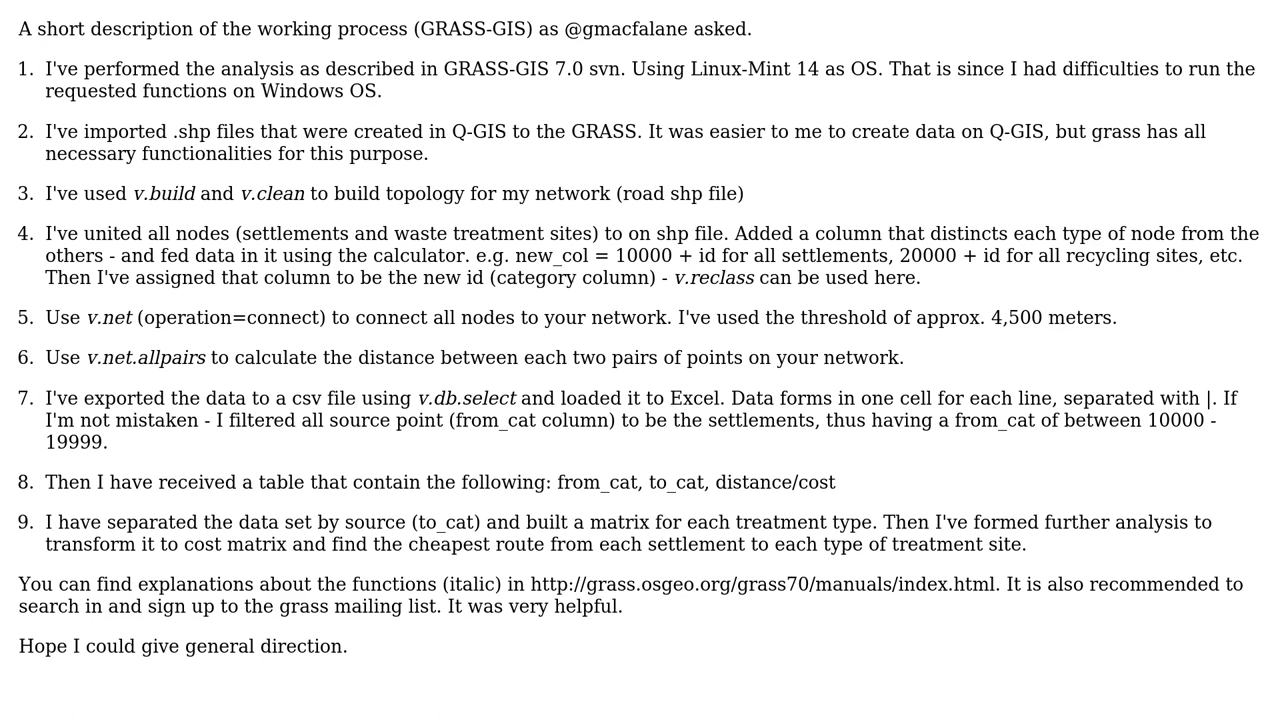 A short description of the working process (GRASS-GIS) as @gmacfalane asked.
1. I've performed the analysis as described in GRASS-GIS 7.0 svn. Using Linux-Mint 14 as OS. That is since I had difficulties to run the
requested functions on Windows OS.
2. I've imported .shp files that were created in Q-GIS to the GRASS. It was easier to me to create data on Q-GIS, but grass has all
necessary functionalities for this purpose.
3. I've used v.build and v.clean to build topology for my network (road shp file)
4. I've united all nodes (settlements and waste treatment sites) to on shp file. Added a column that distincts each type of node from the
others - and fed data in it using the calculator. e.g. new_col = 10000 + id for all settlements, 20000 + id for all recycling sites, etc.
Then I've assigned that column to be the new id (category column) - v.reclass can be used here.
5. Use v.net (operation=connect) to connect all nodes to your network. I've used the threshold of approx. 4,500 meters.
6. Use v.net.allpairs to calculate the distance between each two pairs of points on your network.
7. I've exported the data to a csv file using v.db.select and loaded it to Excel. Data forms in one cell for each line, separated with |. If
I'm not mistaken - I filtered all source point (from_cat column) to be the settlements, thus having a from_cat of between 10000 -
19999.
8. Then I have received a table that contain the following: from_cat, to_cat, distance/cost
9. I have separated the data set by source (to_cat) and built a matrix for each treatment type. Then I've formed further analysis to
transform it to cost matrix and find the cheapest route from each settlement to each type of treatment site.
You can find explanations about the functions (italic) in http://grass.osgeo.org/grass70/manuals/index.html. It is also recommended to
search in and sign up to the grass mailing list. It was very helpful.
Hope I could give general direction.